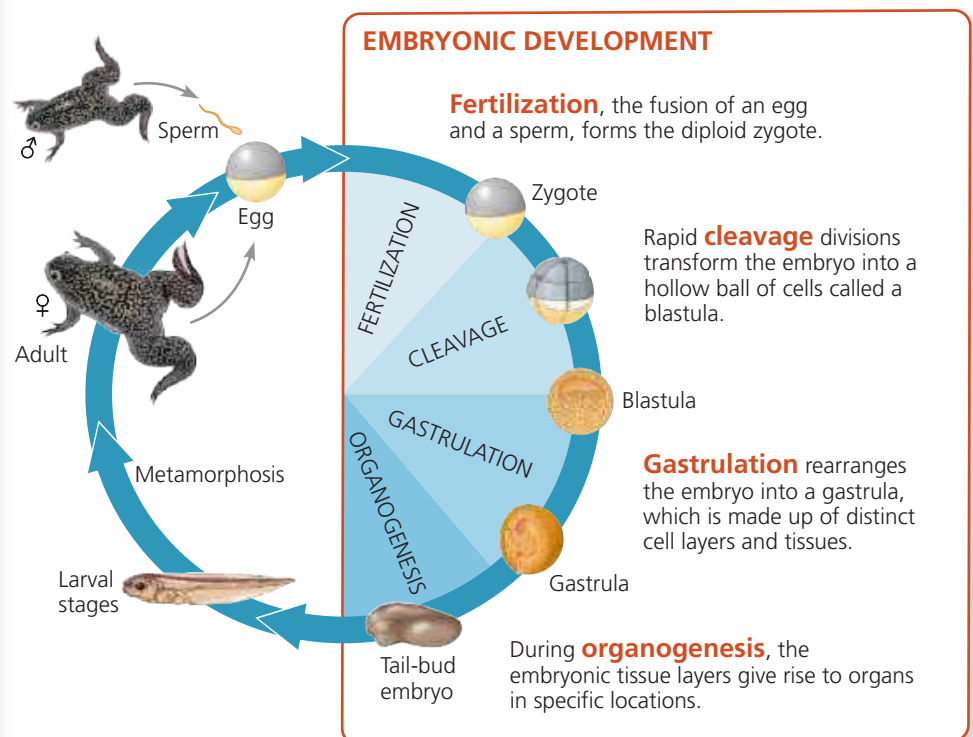 EMBRYONIC DEVELOPMENT
Fertilization, the fusion of an egg
and a sperm, forms the diploid zygote.
Sperm
♂
Egg
Zygote
FERTILIZATION
Rapid cleavage divisions
transform the embryo into a
hollow ball of cells called a
blastula.
CLEAVAGE
♀
Adult
Blastula
GASTRULATION
ORGANOGENESIS
Gastrulation rearranges
the embryo into a gastrula,
which is made up of distinct
cell layers and tissues.
Metamorphosis
Larval
stages
Gastrula
Tail-bud
embryo
During organogenesis, the
embryonic tissue layers give rise to organs
in specific locations.